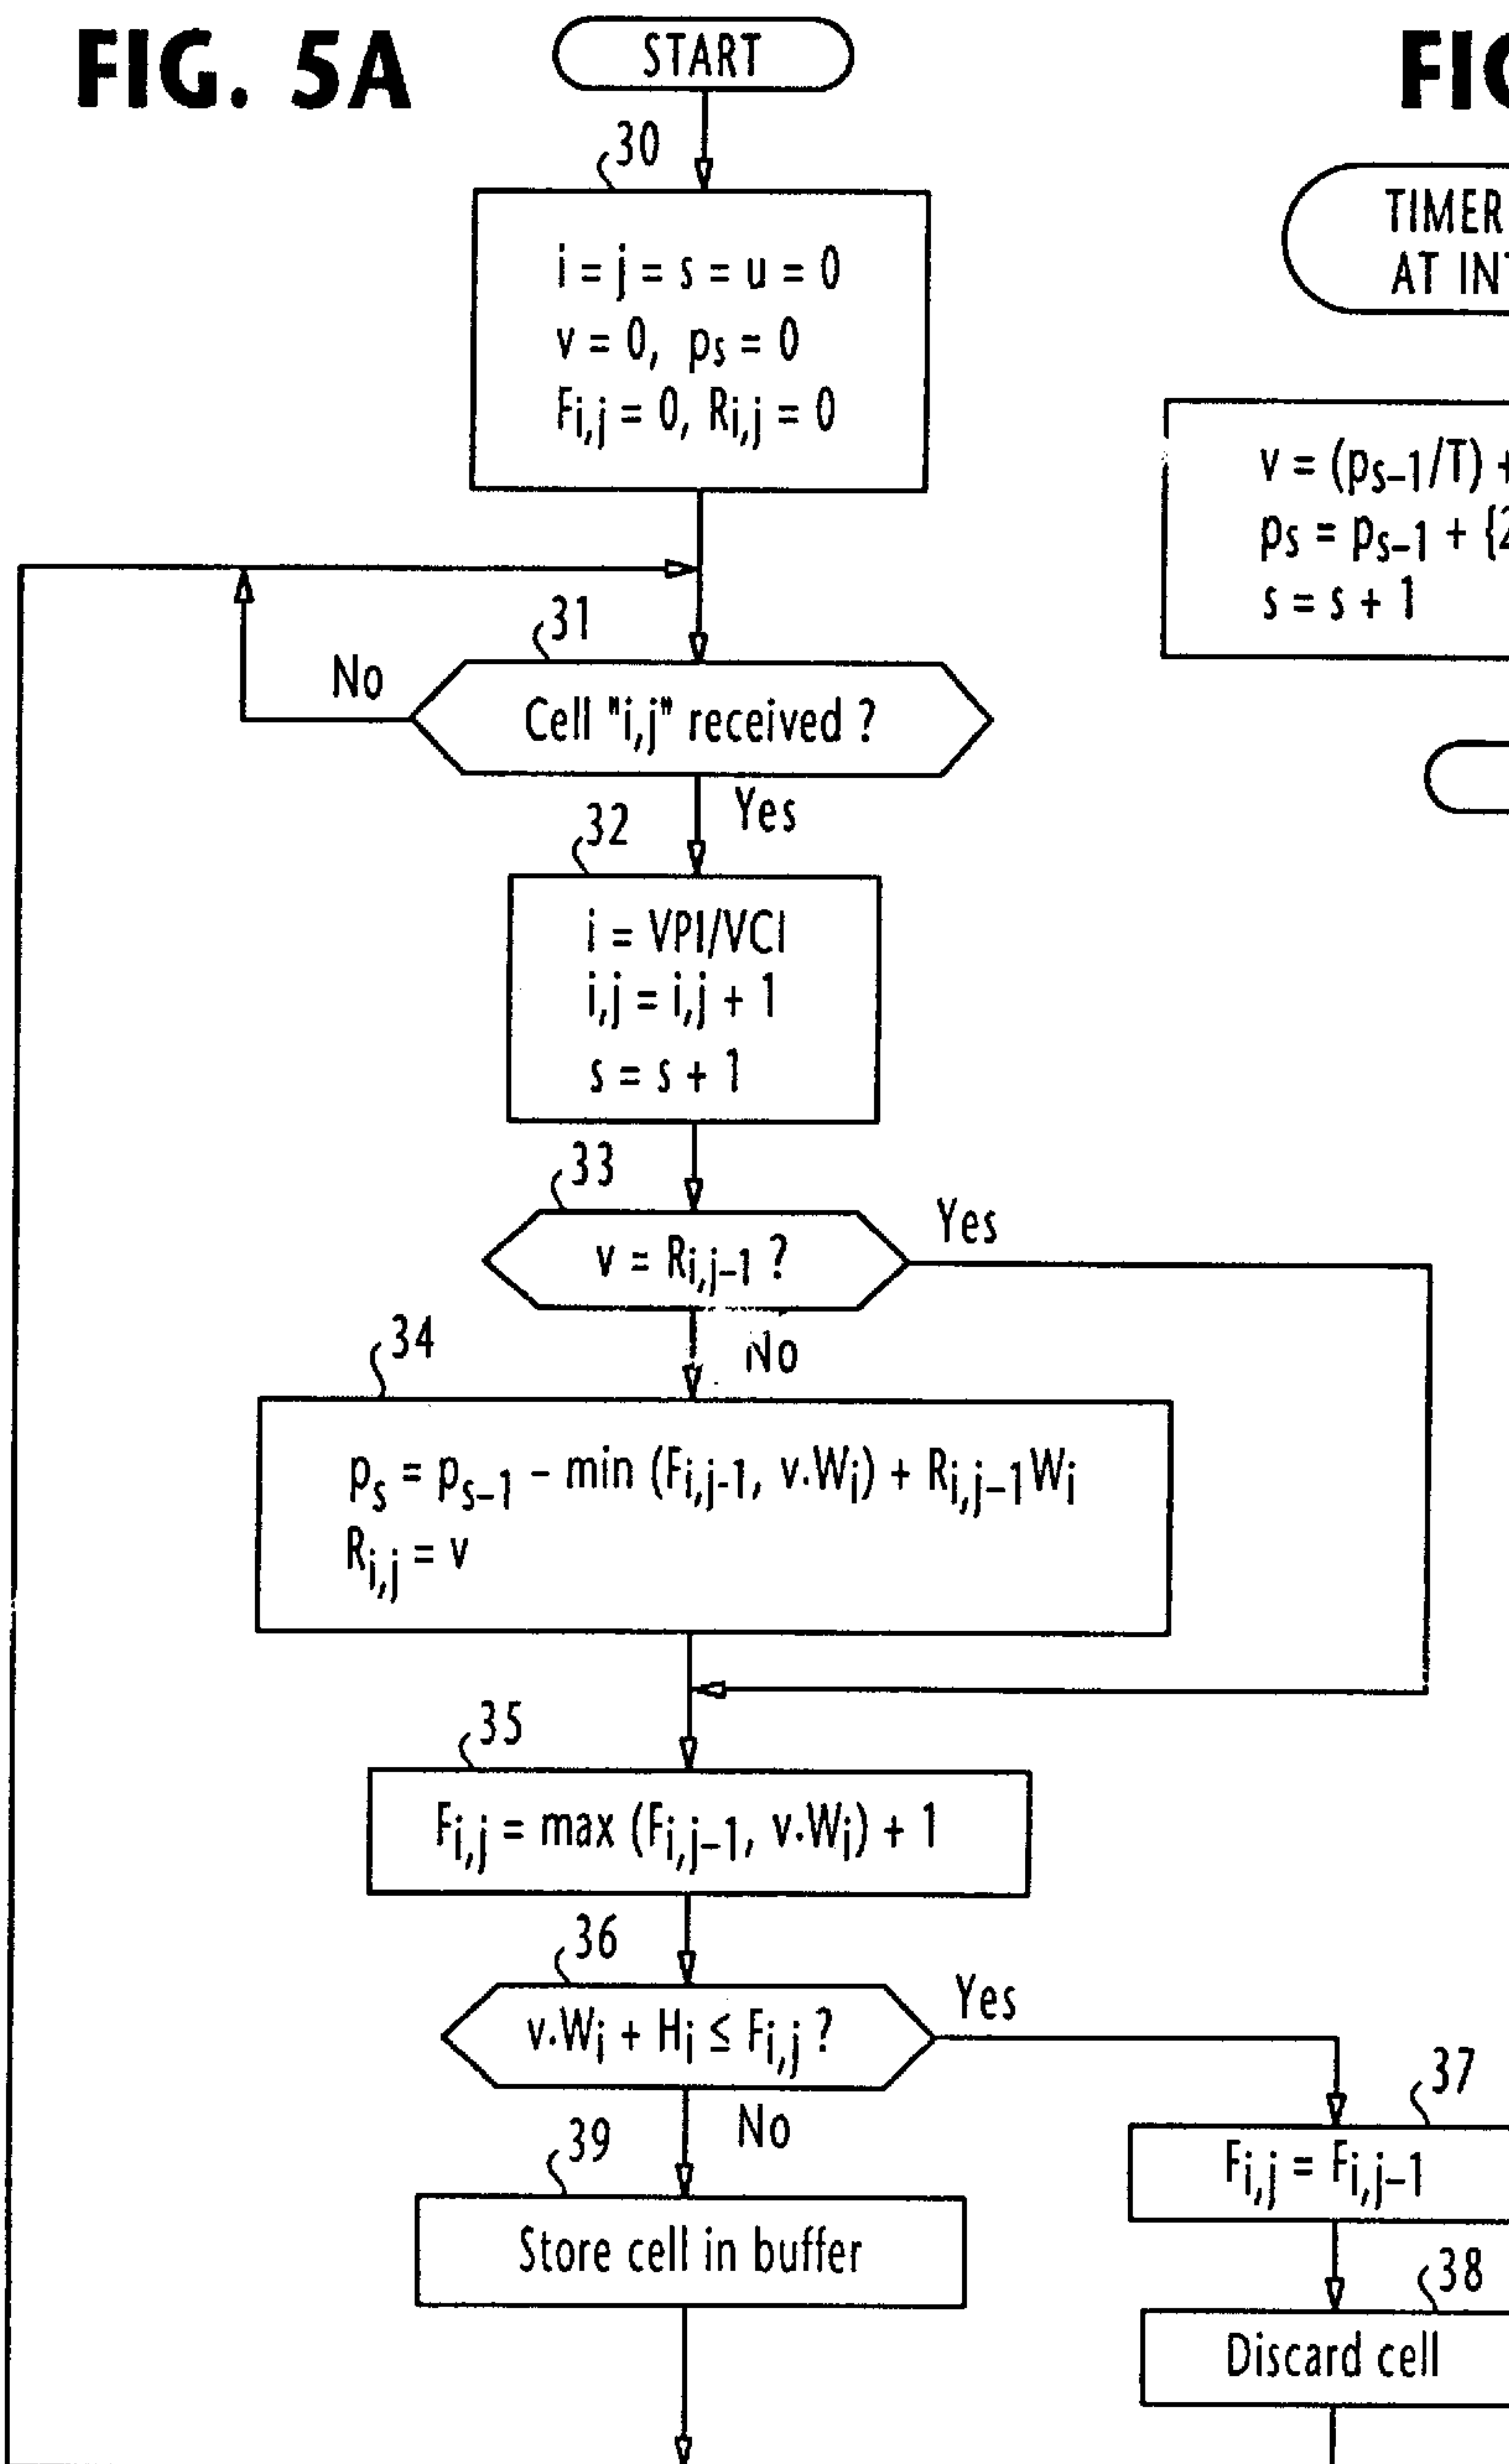 FIG. 5A
START
30
i = j = s = u = 0
v = 0, ps = 0
Fi,j = 0, Ri,j = 0
31
No
Cell "i,j" received ?
Yes
32
i = VPI/VCI
i,j = i,j + 1
s = s + 1
33
v = Ri,j–1 ?
Yes
No
34
ps = ps–1 – min (Fi,j-1, v.Wi) + Ri,j–1Wi
Ri,j = v
35
Fi,j = max (Fi,j–1, v.Wi) + 1
36
v.Wi + Hi ≤ Fi,j ?
Yes
No
37
Fi,j = Fi,j–1
39
Store cell in buffer
38
Discard cell
TIMER
AT
v = (ps–1/T) +
ps = ps–1 + {2
s = s + 1